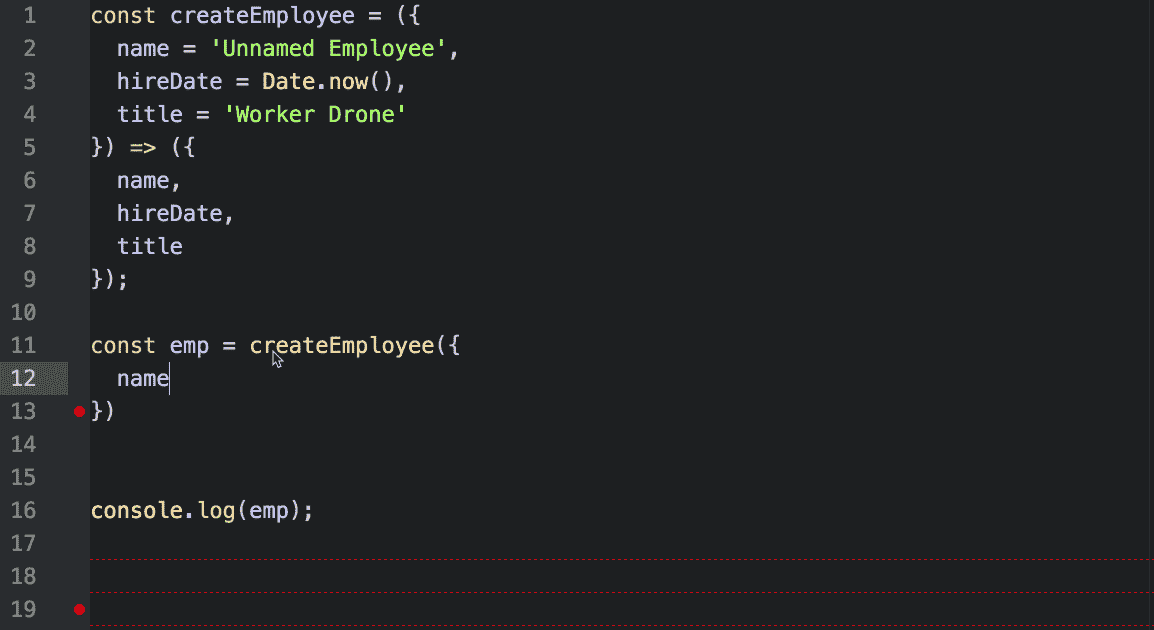 1 const createEmployee = ({
2   name = 'Unnamed Employee',
3   hireDate = Date.now(),
4   title = 'Worker Drone'
5 }) => ({
6   name,
7   hireDate,
8   title
9 });
10
11 const emp = createEmployee({
12   name
13 })
14
15
16 console.log(emp);
17
18
19